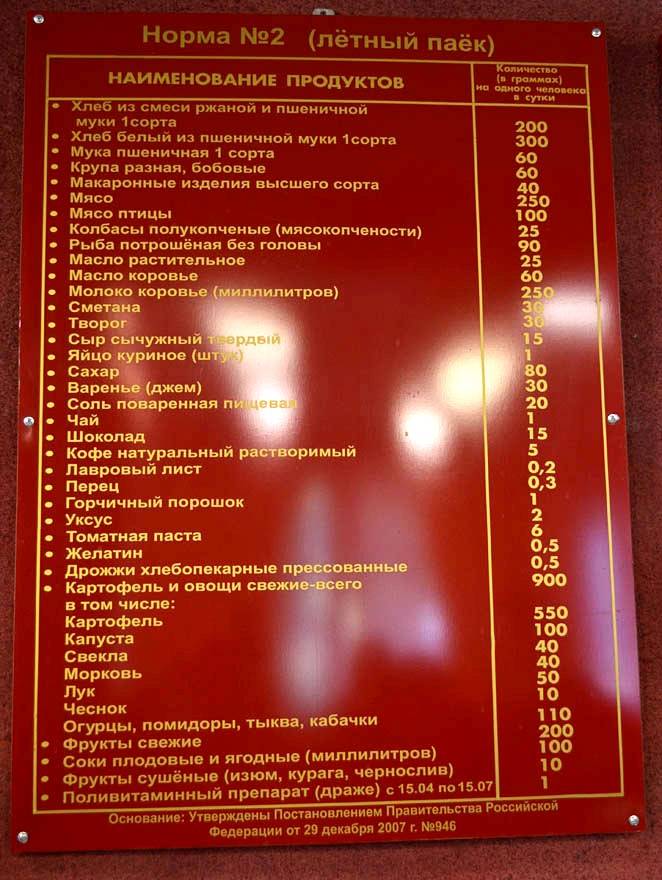 Норма №2 (лётный паёк)
НАИМЕНОВАНИЕ ПРОДУКТОВ
Количество
(в граммах)
на одного человека
в сутки
• Хлеб из смеси ржаной и пшеничной
муки 1сорта 200
• Хлеб белый из пшеничной муки 1сорта 300
• Мука пшеничная 1 сорта 60
• Крупа разная, бобовые 60
• Макаронные изделия высшего сорта 40
• Мясо 250
• Мясо птицы 100
• Колбасы полукопченые (мясокопчености) 25
• Рыба потрошёная без головы 90
• Масло растительное 25
• Масло коровье 60
• Молоко коровье (миллилитров) 250
• Сметана 30
• Творог 30
• Сыр сычужный твердый 15
• Яйцо куриное (штук) 1
• Сахар 80
• Варенье (джем) 30
• Соль поваренная пищевая 20
• Чай 1
• Шоколад 15
• Кофе натуральный растворимый 5
• Лавровый лист 0,2
• Перец 0,3
• Горчичный порошок 1
• Уксус 2
• Томатная паста 6
• Желатин 0,5
• Дрожжи хлебопекарные прессованные 0,5
• Картофель и овощи свежие-всего 900
в том числе:
Картофель 550
Капуста 100
Свекла 40
Морковь 40
Лук 50
Чеснок 10
Огурцы, помидоры, тыква, кабачки 110
• Фрукты свежие 200
• Соки плодовые и ягодные (миллилитров) 100
• Фрукты сушёные (изюм, курага, чернослив) 10
• Поливитаминный препарат (драже) с 15.04 по 15.07 1
Основание: Утверждены Постановлением Правительства Российской
Федерации от 29 декабря 2007 г. №946